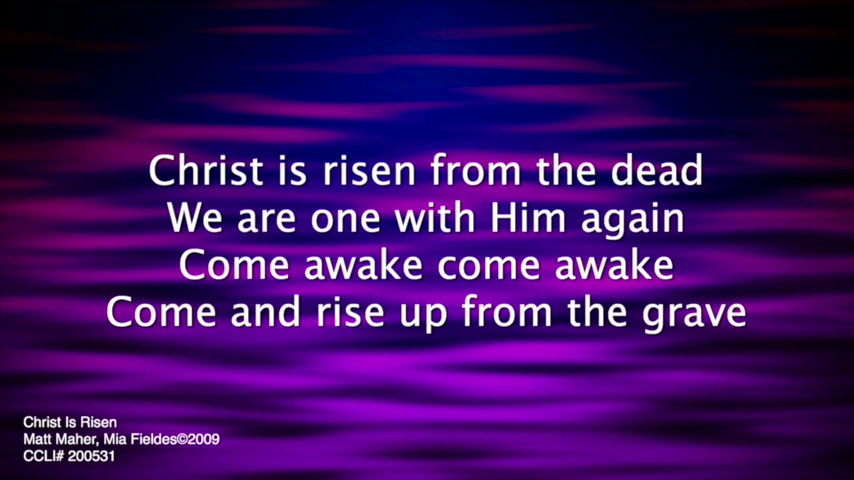 Christ is risen from the dead
We are one with Him again
Come awake come awake
Come and rise up from the grave
Christ Is Risen
Matt Maher, Mia Fieldes©2009
CCLI# 200531